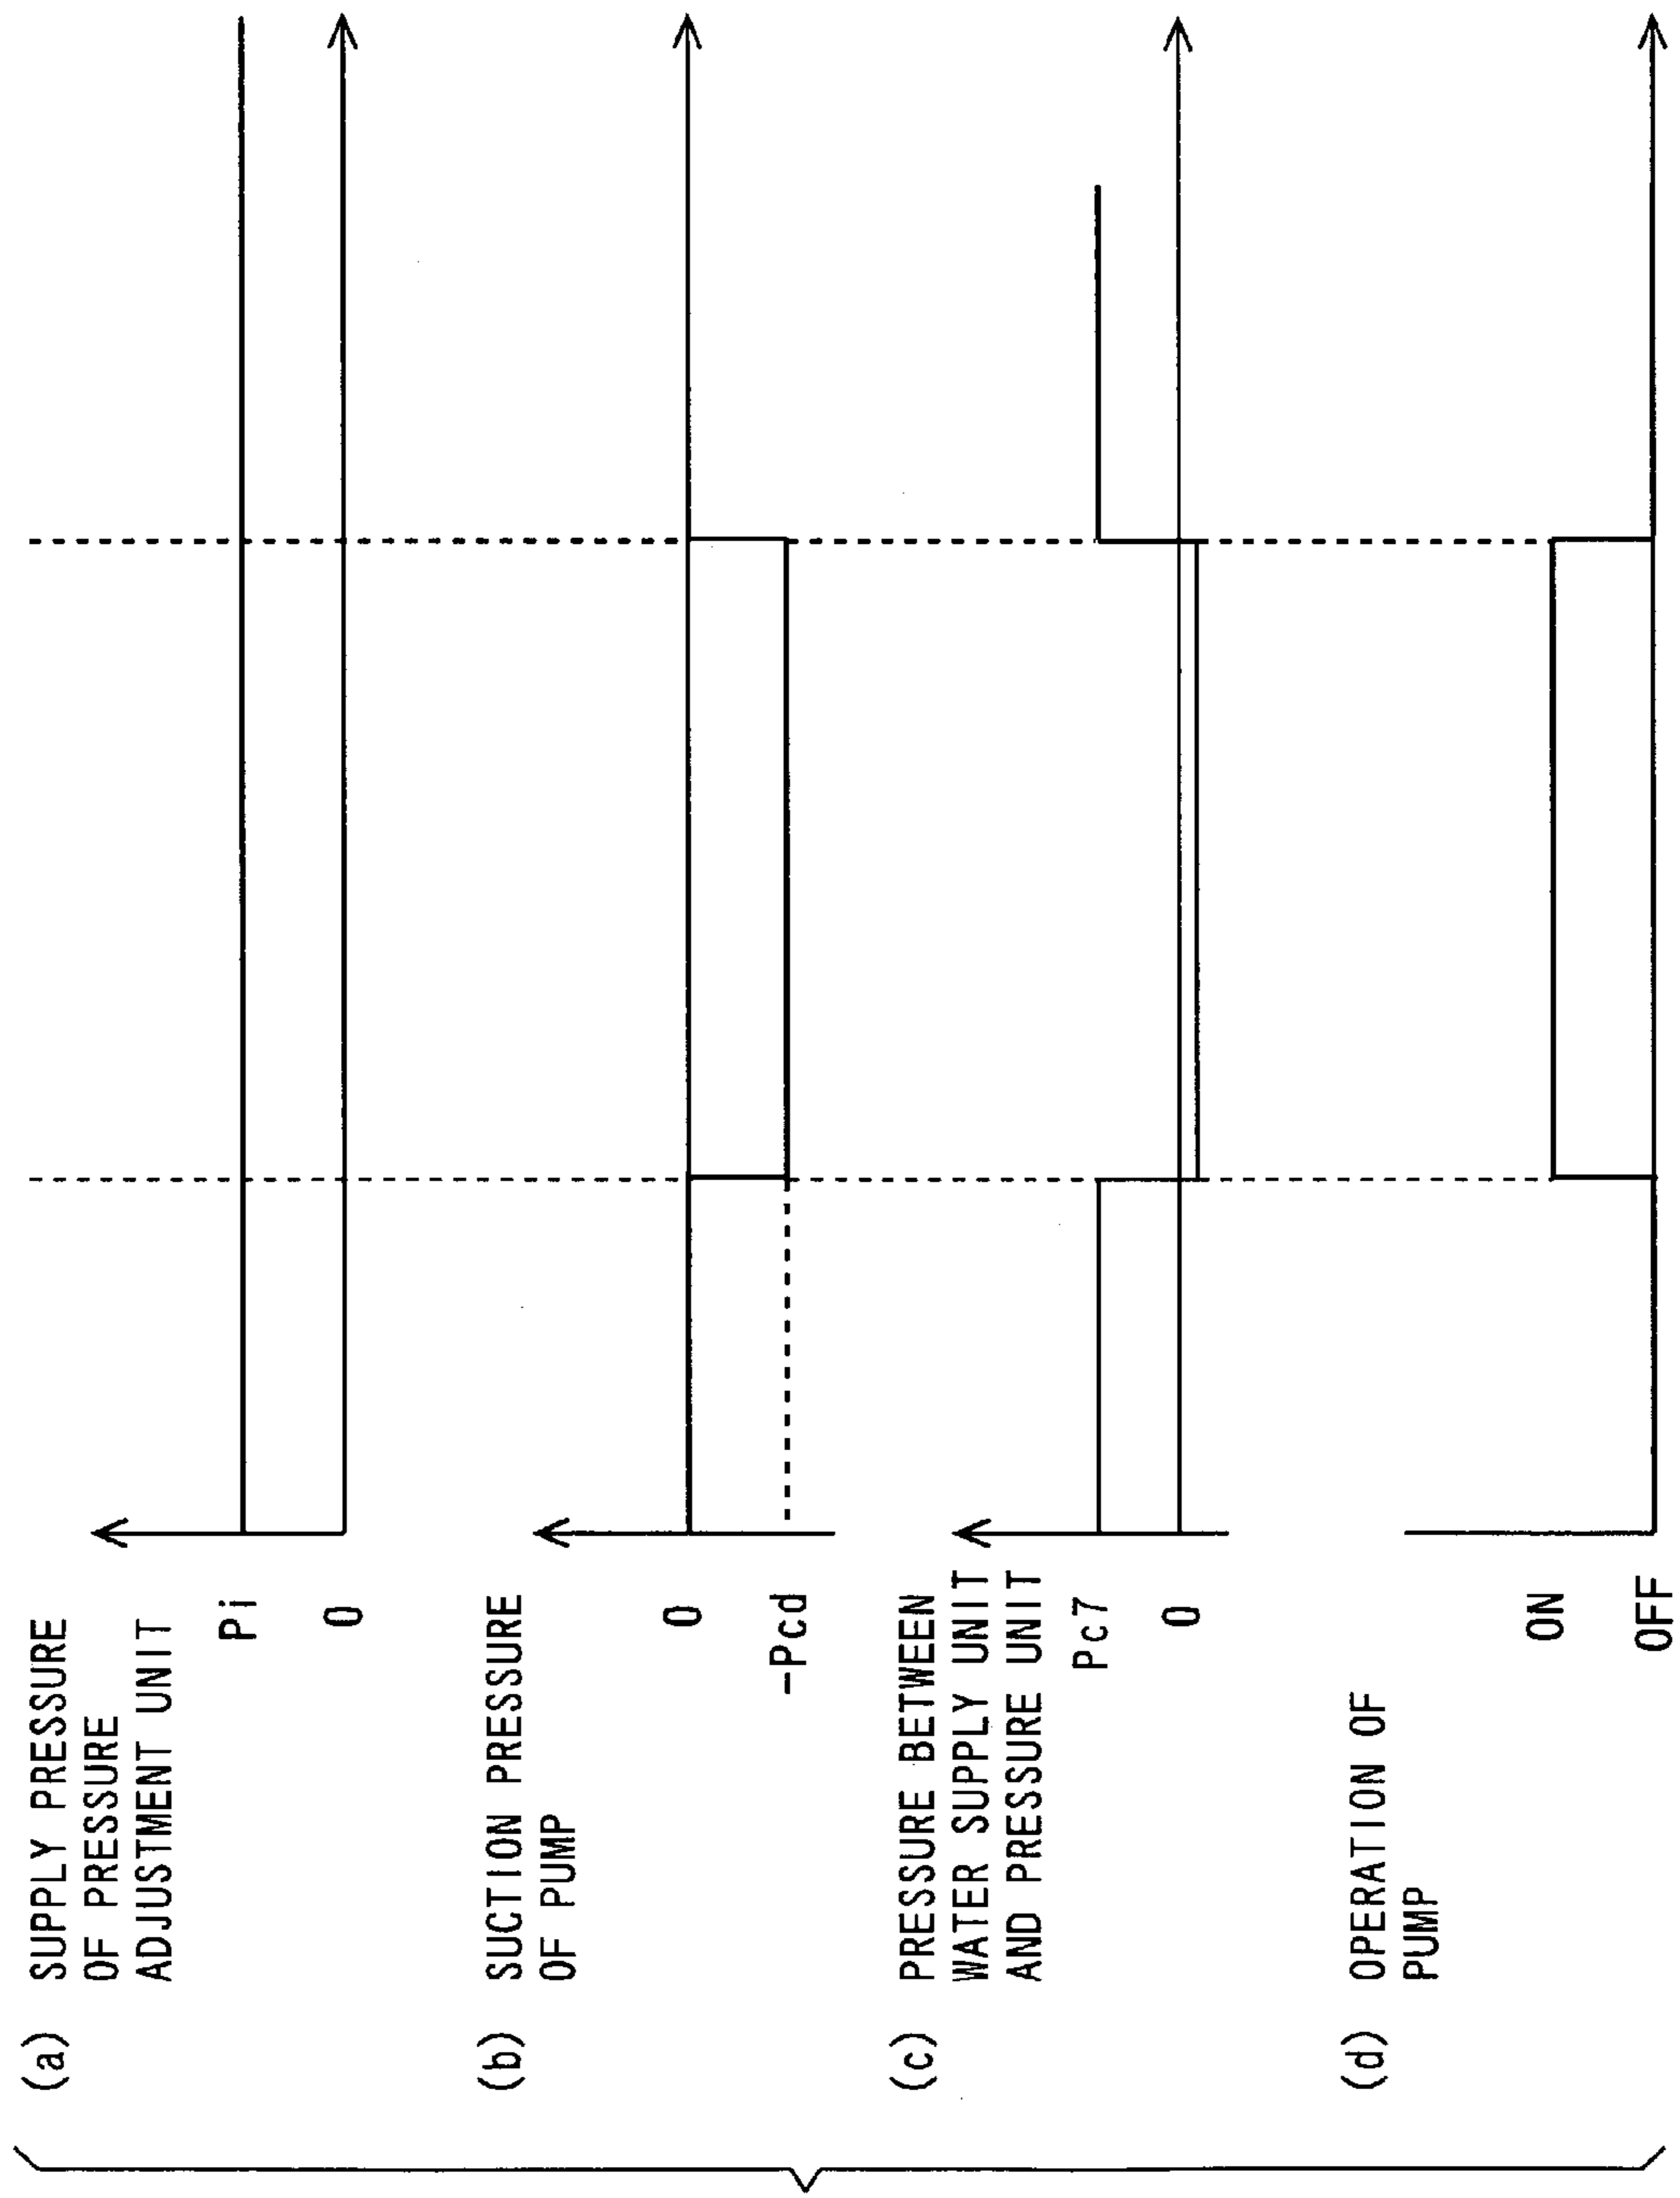 (a) SUPPLY PRESSURE
OF PRESSURE
ADJUSTMENT UNIT
Pi
0
(b) SUCTION PRESSURE
OF PUMP
0
-Pcd
(c) PRESSURE BETWEEN
WATER SUPPLY UNIT
AND PRESSURE UNIT
Pc7
0
(d) OPERATION OF
PUMP
ON
OFF